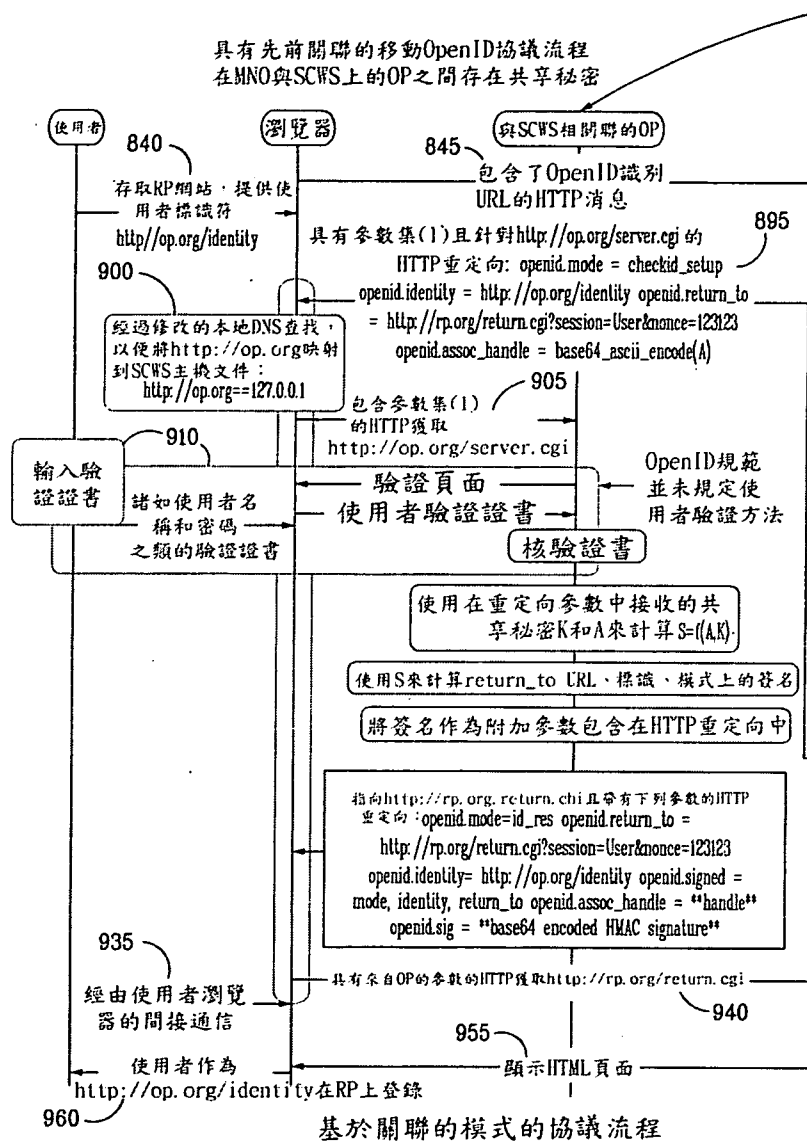 具有先前關聯的移動OpenID協議流程
在MNO與SCWS上的OP之間存在共享秘密
使用者
瀏覽器
與SCWS相關聯的OP
840
存取RP網站，提供使
用者標識符
http//op.org/identity
845
包含了OpenID識別
URL的HTTP消息
895
具有參數集(1)且針對http://op.org/server.cgi 的
HTTP重定向: openid.mode = checkid_setup
openid.identity = http://op.org/identity openid.return_to
= http://rp.org/return.cgi?session=User&nonce=123123
openid.assoc_handle = base64_ascii_encode(A)
900
經過修改的本地DNS查找，
以便將http://op.org映射
到SCWS主機文件：
http://op.org==127.0.0.1
905
包含參數集(1)
的HTTP獲取
http://op.org/server.cgi
910
輸入驗
證證書
諸如使用者名
稱和密碼
之類的驗證證書
驗證頁面
使用者驗證證書
OpenID規範
並未規定使
用者驗證方法
核驗證書
使用在重定向參數中接收的共
享秘密K和A來計算S=f(A,K).
使用S來計算return_to URL、標識、模式上的簽名
將簽名作為附加參數包含在HTTP重定向中
指向http://rp.org.return.chi且帶有下列參數的HTTP
重定向：openid.mode=id_res openid.return_to =
http://rp.org/return.cgi?session=User&nonce=123123
openid.identity= http://op.org/identity openid.signed =
mode, identity, return_to openid.assoc_handle = **handle**
openid.sig = **base64 encoded HMAC signature**
935
經由使用者瀏覽
器的間接通信
具有來自OP的參數的HTTP獲取http://rp.org/return.cgi
940
955
顯示HTML頁面
使用者作為
http://op.org/identity在RP上登錄
960
基於關聯的模式的協議流程